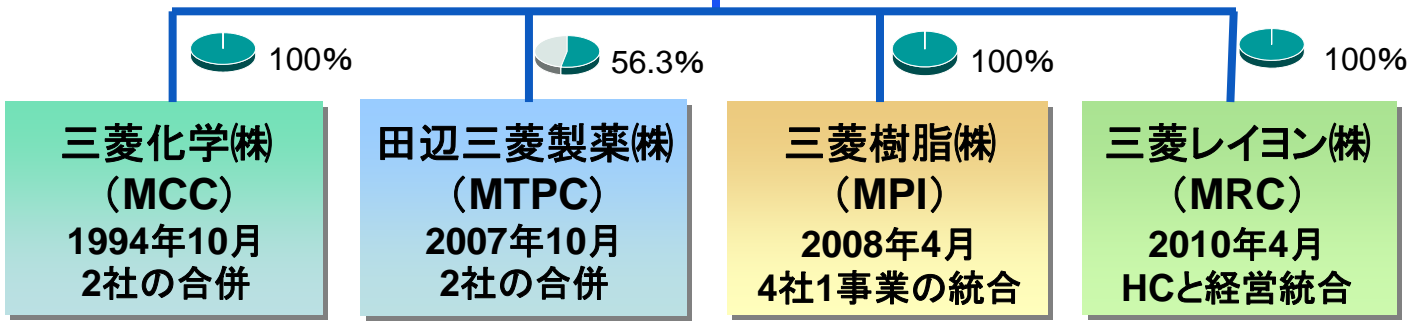 100%
56.3%
100%
100%
三菱化学㈱
（MCC）
1994年10月
2社の合併
田辺三菱製薬㈱
（MTPC）
2007年10月
2社の合併
三菱樹脂㈱
（MPI）
2008年4月
4社1事業の統合
三菱レイヨン㈱
（MRC）
2010年4月
HCと経営統合